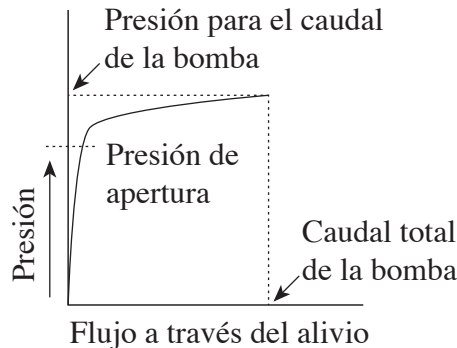 Presión para el caudal
de la bomba
Presión de
apertura
Presión
Caudal total
de la bomba
Flujo a través del alivio